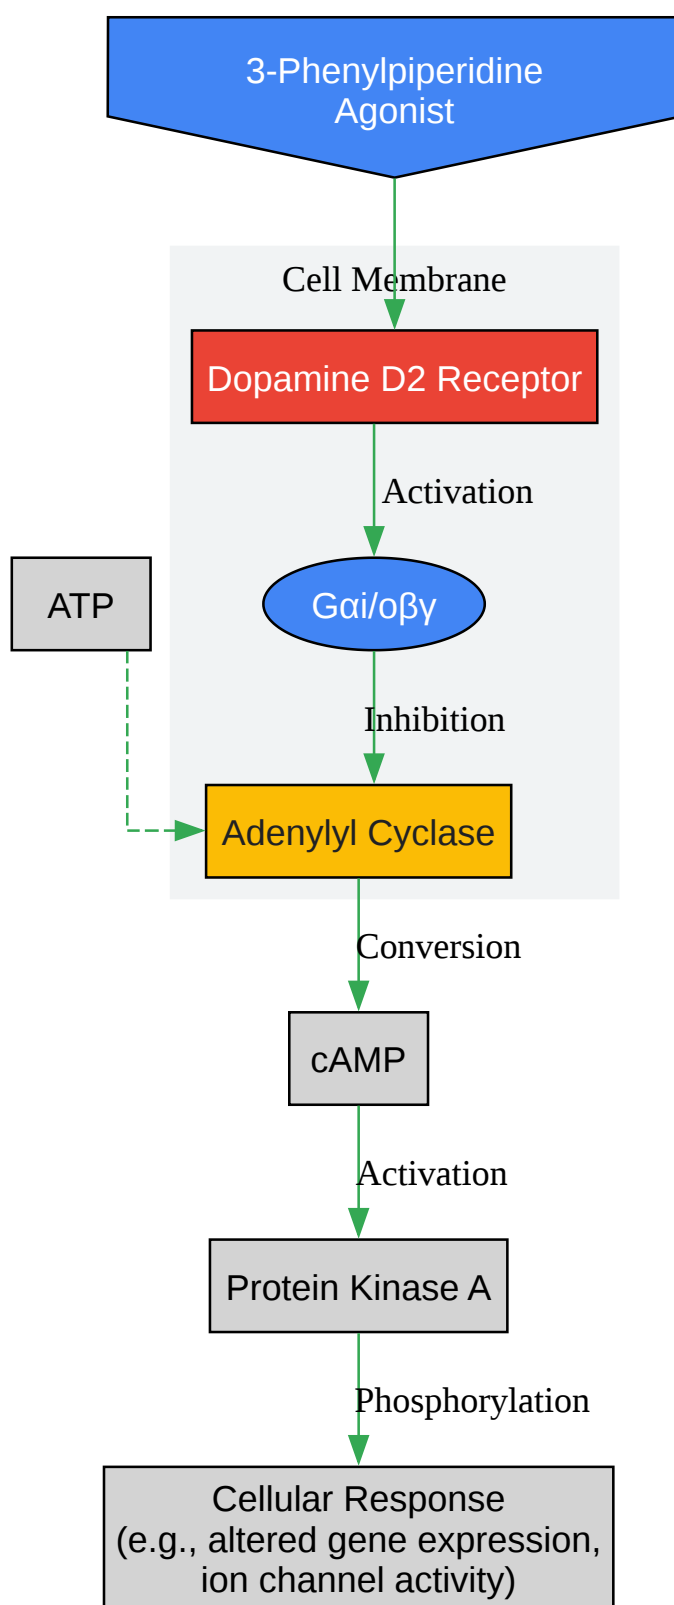 3-Phenylpiperidine
Agonist
Cell Membrane
Dopamine D2 Receptor
Activation
ATP
Gαi/oβγ
Inhibition
Adenylyl Cyclase
Conversion
cAMP
Activation
Protein Kinase A
Phosphorylation
Cellular Response
(e.g., altered gene expression,
ion channel activity)